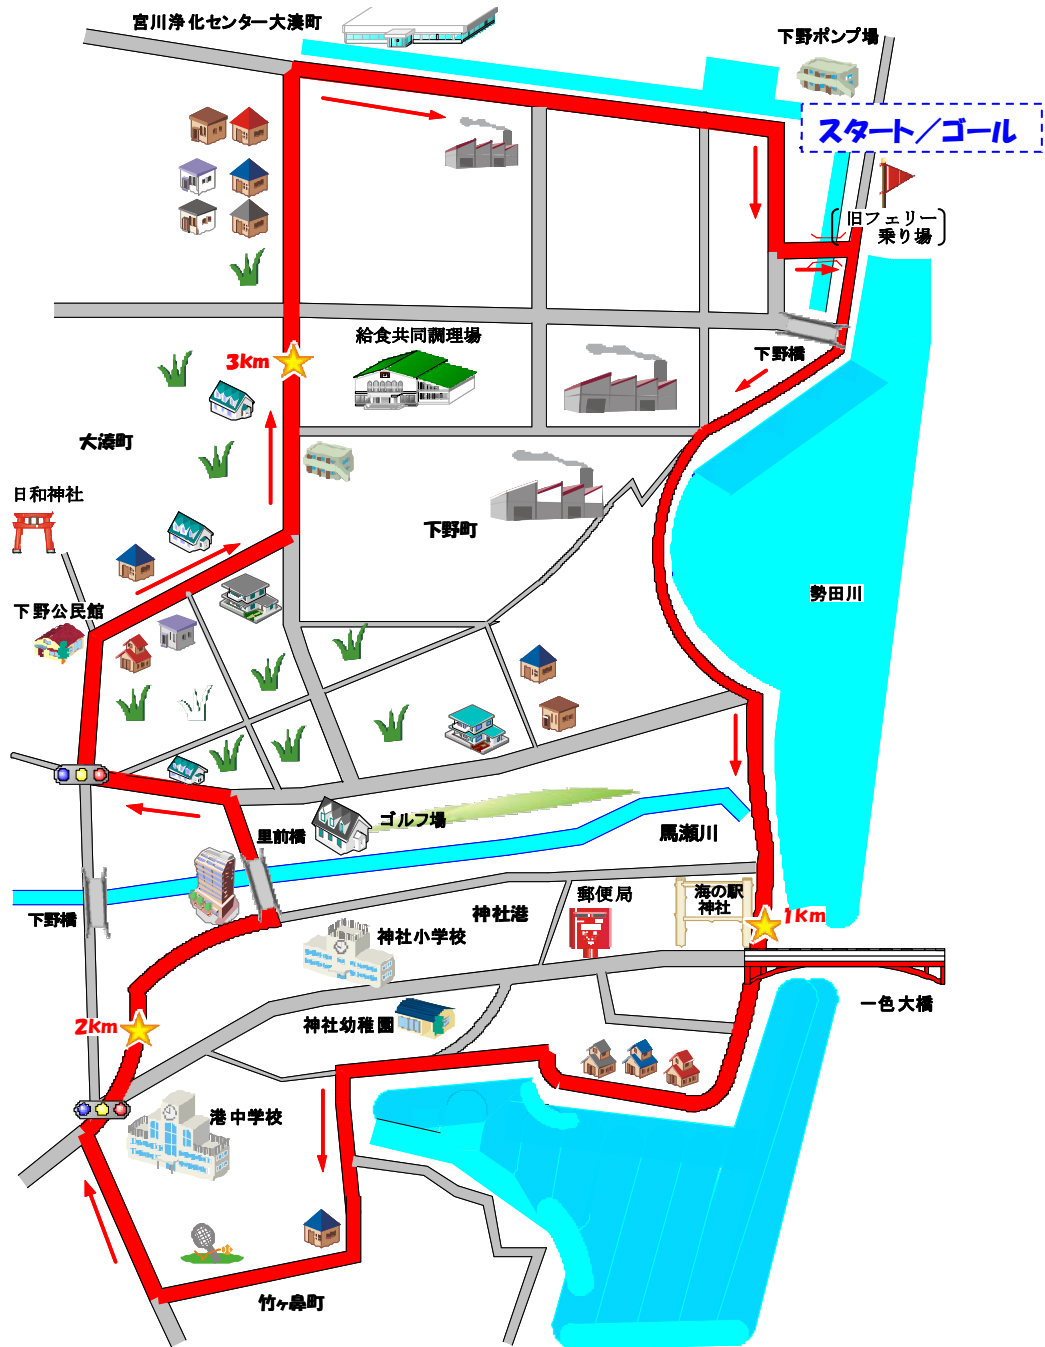 宮川浄化センター大湊町
下野ポンプ場
スタート／ゴール
旧フェリー
乗り場
給食共同調理場
下野橋
3km
大湊町
日和神社
下野町
下野公民館
勢田川
里前橋
ゴルフ場
馬瀬川
下野橋
神社港
郵便局
海の駅
神社
1km
神社小学校
一色大橋
2km
神社幼稚園
港中学校
竹ヶ鼻町